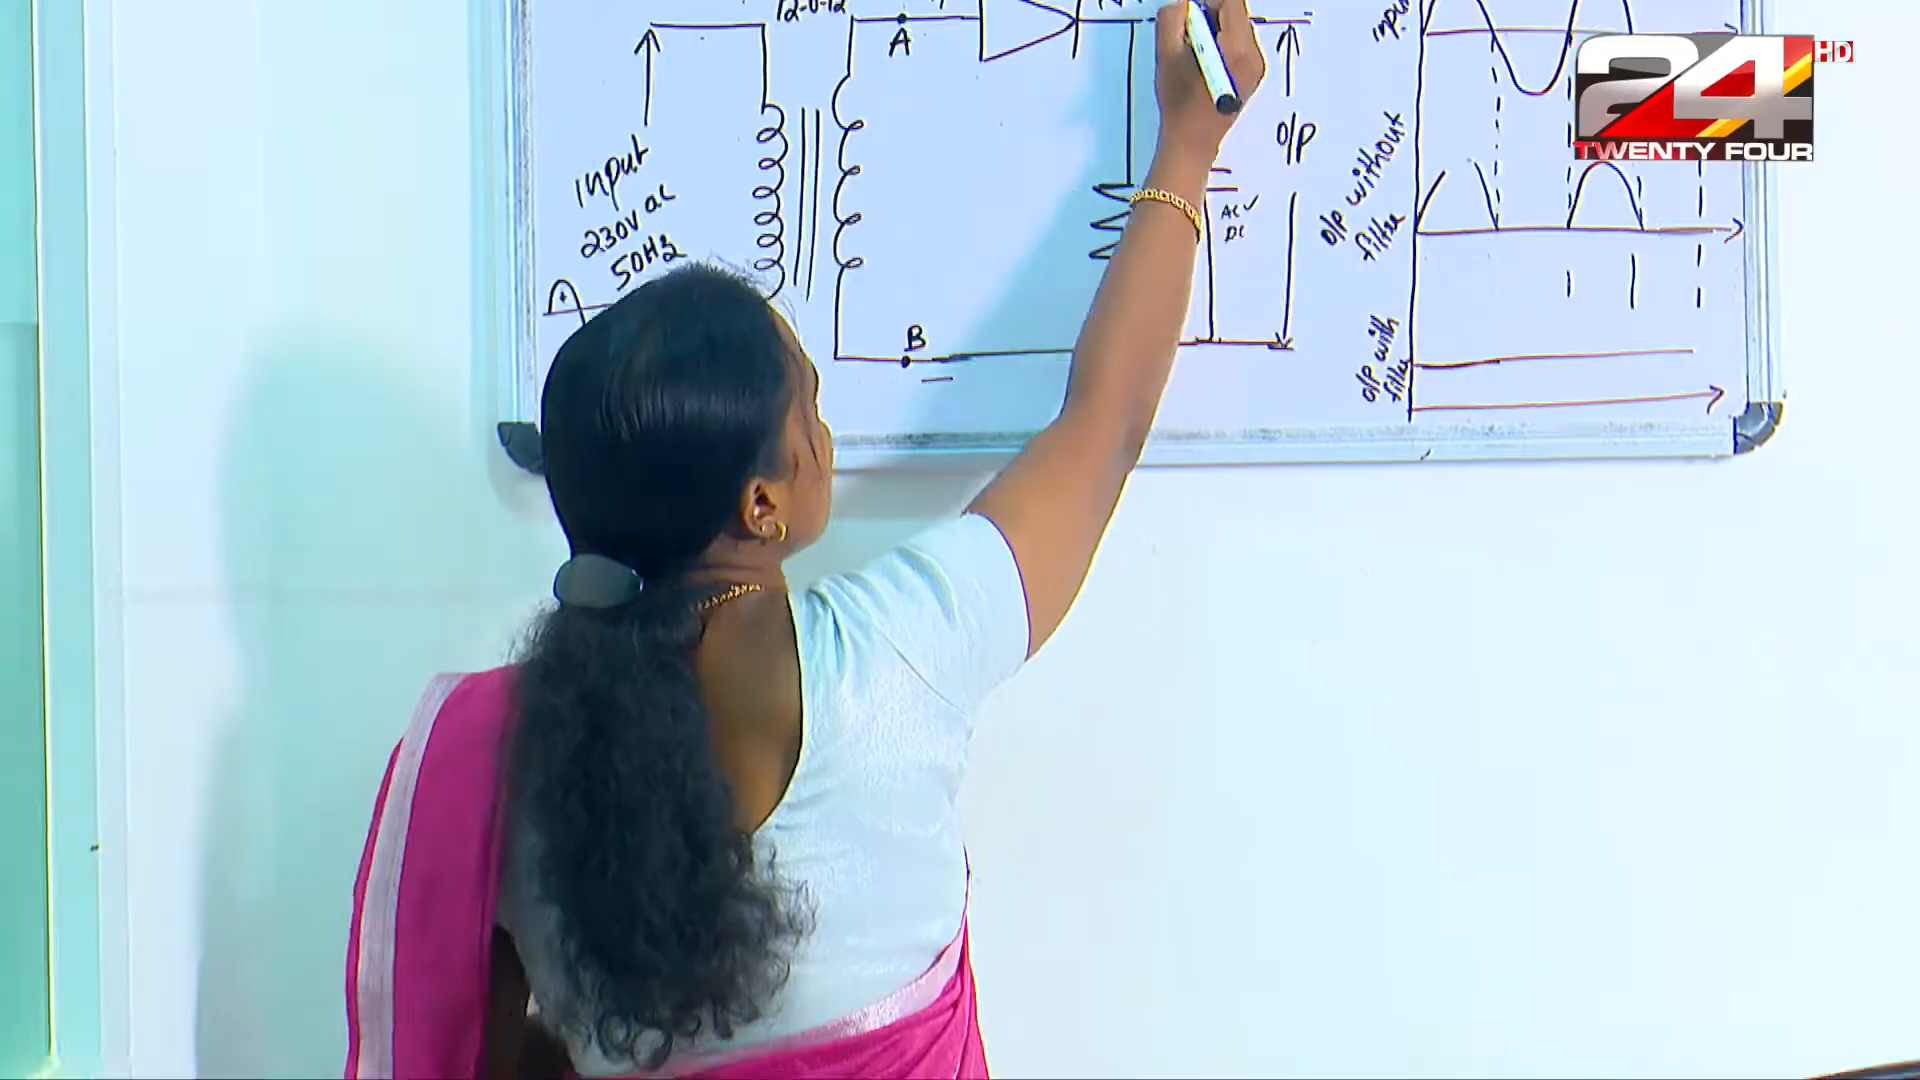 12-0-12
A
Input
230V ac
50Hz
+
B
O/P
AC ✓
DC
input
O/P without
filter
O/P with
filter
24
HD
TWENTY FOUR